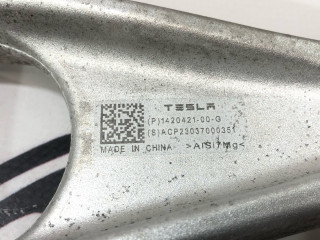 TESLA
(P)1420421-00-G
(S)ACP2303700035
MADE IN CHINA >AlSi7Mg<